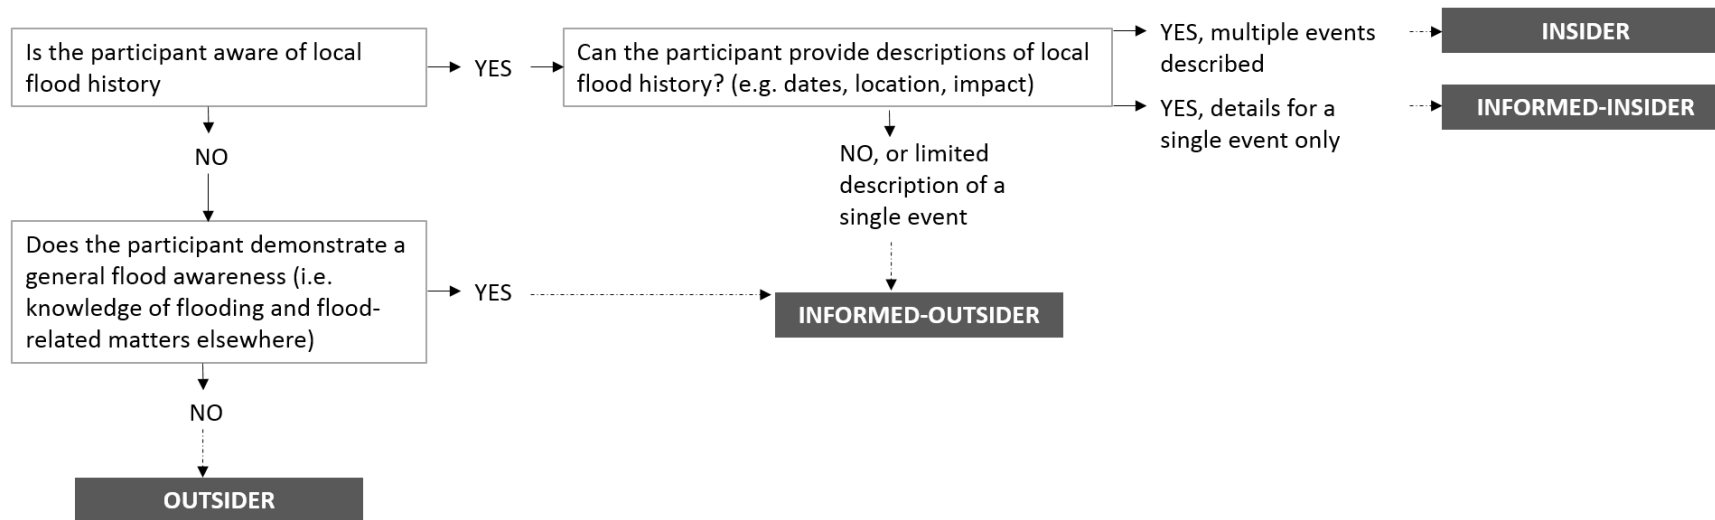 Is the participant aware of local
flood history
YES
Can the participant provide descriptions of local
flood history? (e.g. dates, location, impact)
YES, multiple events
described
INSIDER
YES, details for a
single event only
INFORMED-INSIDER
NO
NO, or limited
description of a
single event
Does the participant demonstrate a
general flood awareness (i.e.
knowledge of flooding and flood-
related matters elsewhere)
YES
INFORMED-OUTSIDER
NO
OUTSIDER